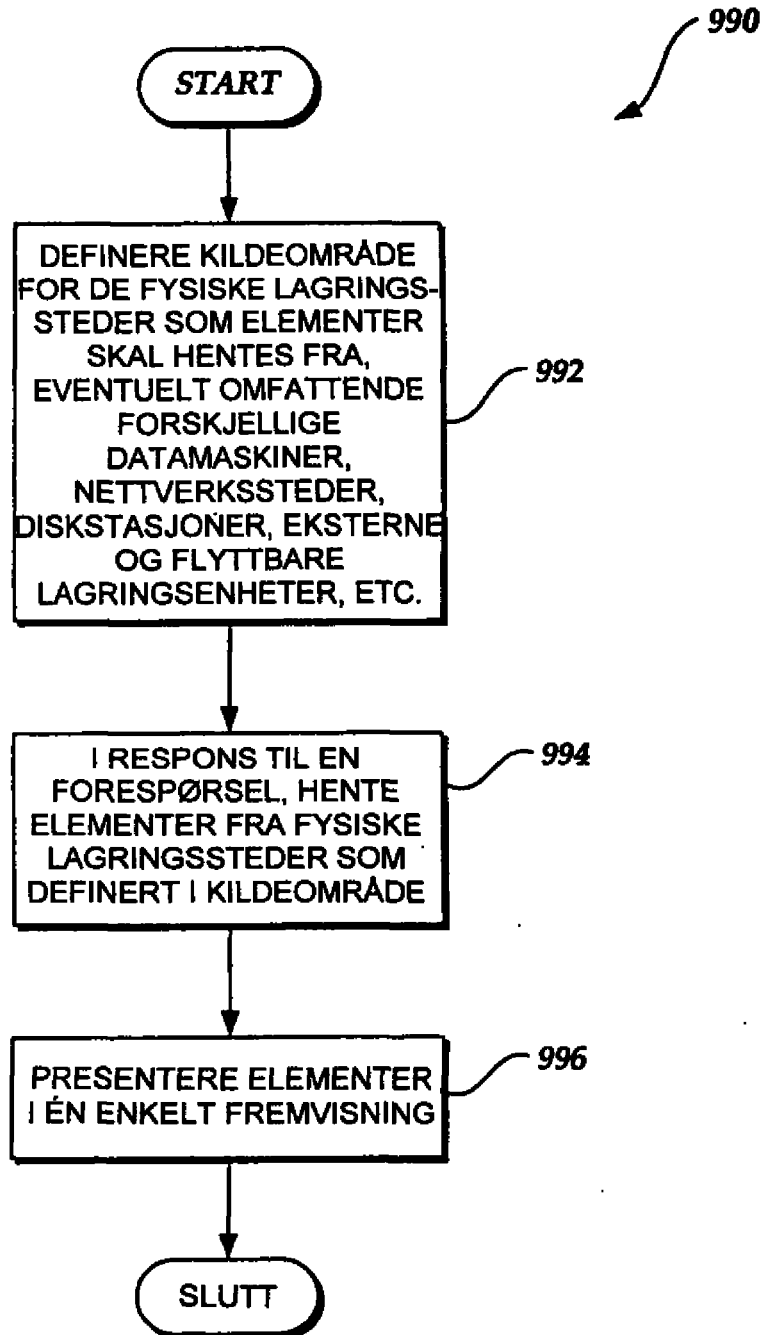 990
START
DEFINERE KILDEOMRÅDE
FOR DE FYSISKE LAGRINGS-
STEDER SOM ELEMENTER
SKAL HENTES FRA,
EVENTUELT OMFATTENDE
FORSKJELLIGE
DATAMASKINER,
NETTVERKSSTEDER,
DISKSTASJONER, EKSTERNE
OG FLYTTBARE
LAGRINGSENHETER, ETC.
992
I RESPONS TIL EN
FORESPØRSEL, HENTE
ELEMENTER FRA FYSISKE
LAGRINGSSTEDER SOM
DEFINERT I KILDEOMRÅDE
994
PRESENTERE ELEMENTER
I ÉN ENKELT FREMVISNING
996
SLUTT